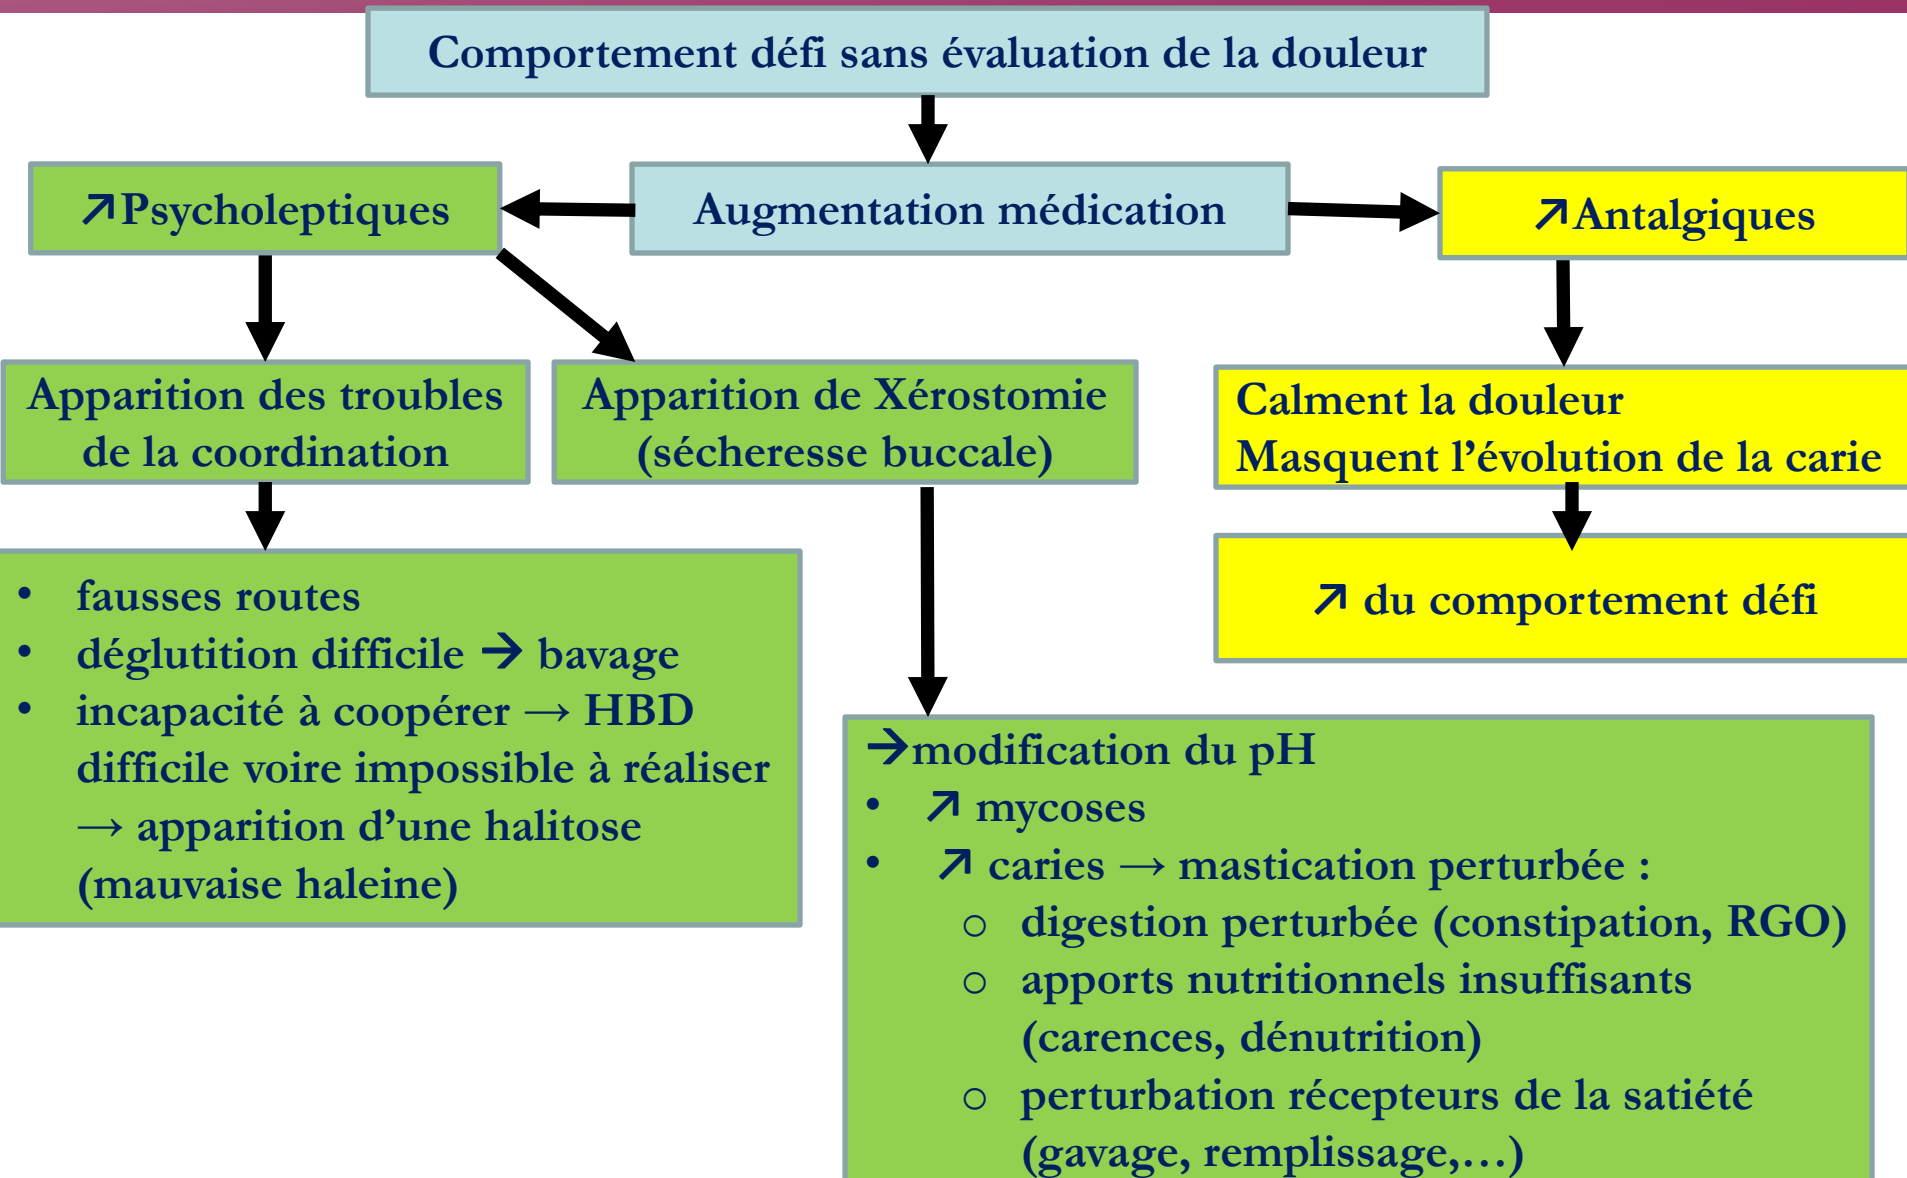 Comportement défi sans évaluation de la douleur
↗Psycholeptiques
Augmentation médication
↗Antalgiques
Apparition des troubles
de la coordination
Apparition de Xérostomie
(sécheresse buccale)
Calment la douleur
Masquent l’évolution de la carie
↗ du comportement défi
• fausses routes
• déglutition difficile → bavage
• incapacité à coopérer → HBD
difficile voire impossible à réaliser
→ apparition d’une halitose
(mauvaise haleine)
→modification du pH
• ↗ mycoses
• ↗ caries → mastication perturbée :
o digestion perturbée (constipation, RGO)
o apports nutritionnels insuffisants
(carences, dénutrition)
o perturbation récepteurs de la satiété
(gavage, remplissage,…)